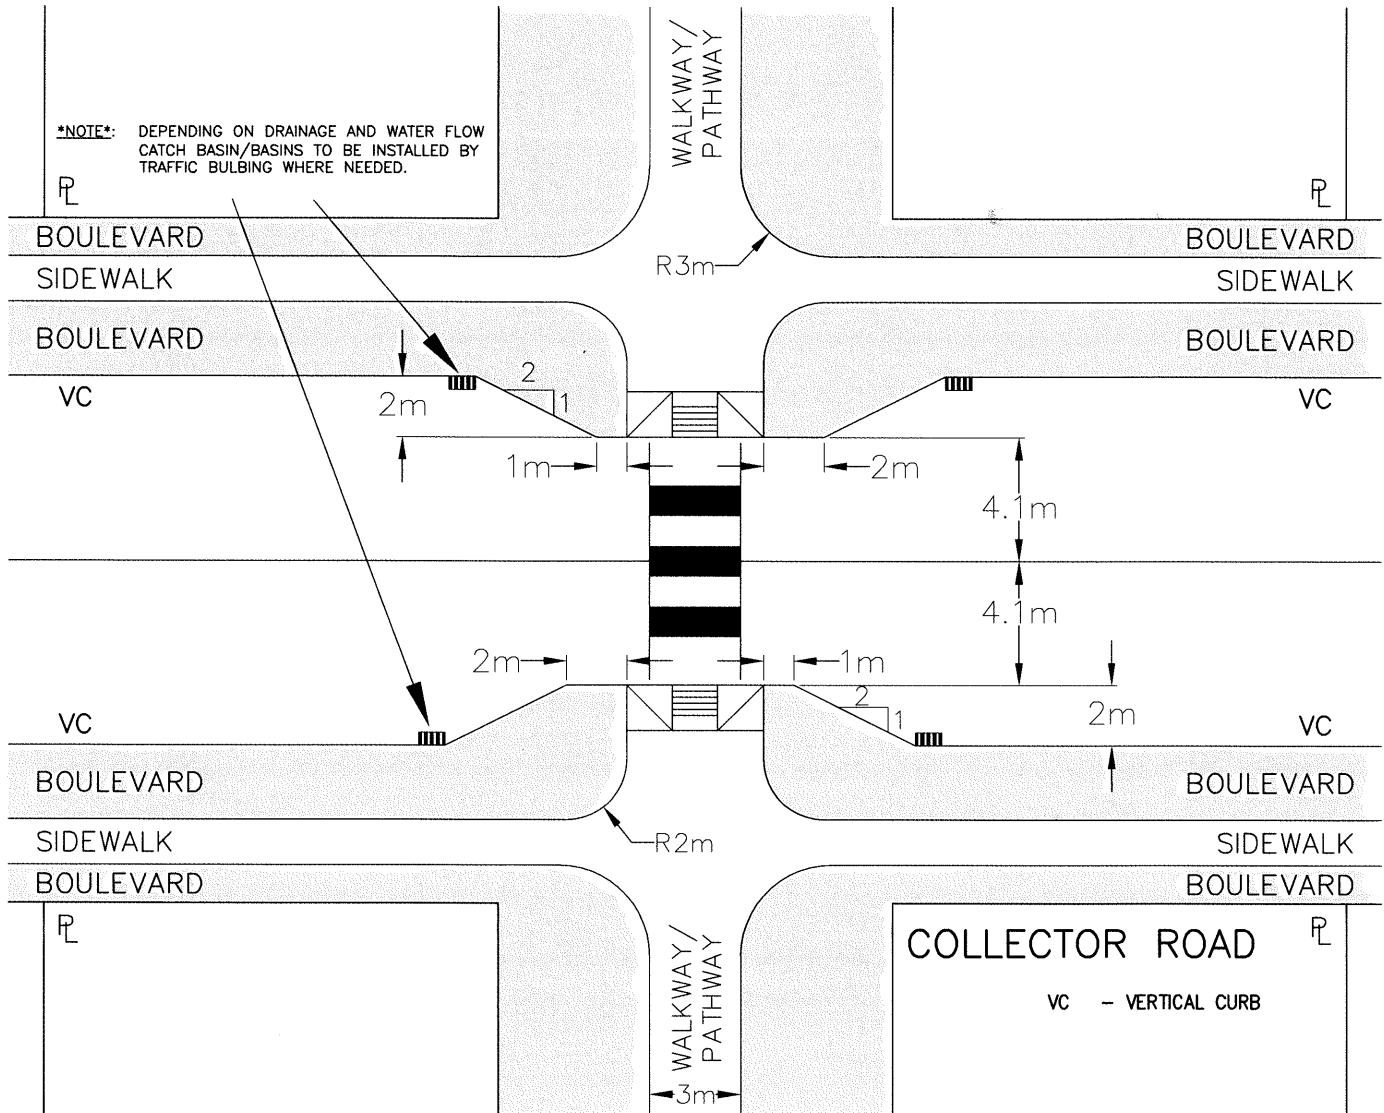 WALKWAY/
PATHWAY
*NOTE*: DEPENDING ON DRAINAGE AND WATER FLOW
CATCH BASIN/BASINS TO BE INSTALLED BY
TRAFFIC BULBING WHERE NEEDED.
PL
PL
BOULEVARD
BOULEVARD
R3m
SIDEWALK
SIDEWALK
BOULEVARD
BOULEVARD
VC
2m
2
1
VC
1m
2m
4.1m
4.1m
2m
1m
2
1
2m
VC
VC
BOULEVARD
BOULEVARD
SIDEWALK
R2m
SIDEWALK
BOULEVARD
BOULEVARD
PL
PL
COLLECTOR ROAD
VC - VERTICAL CURB
WALKWAY/
PATHWAY
3m